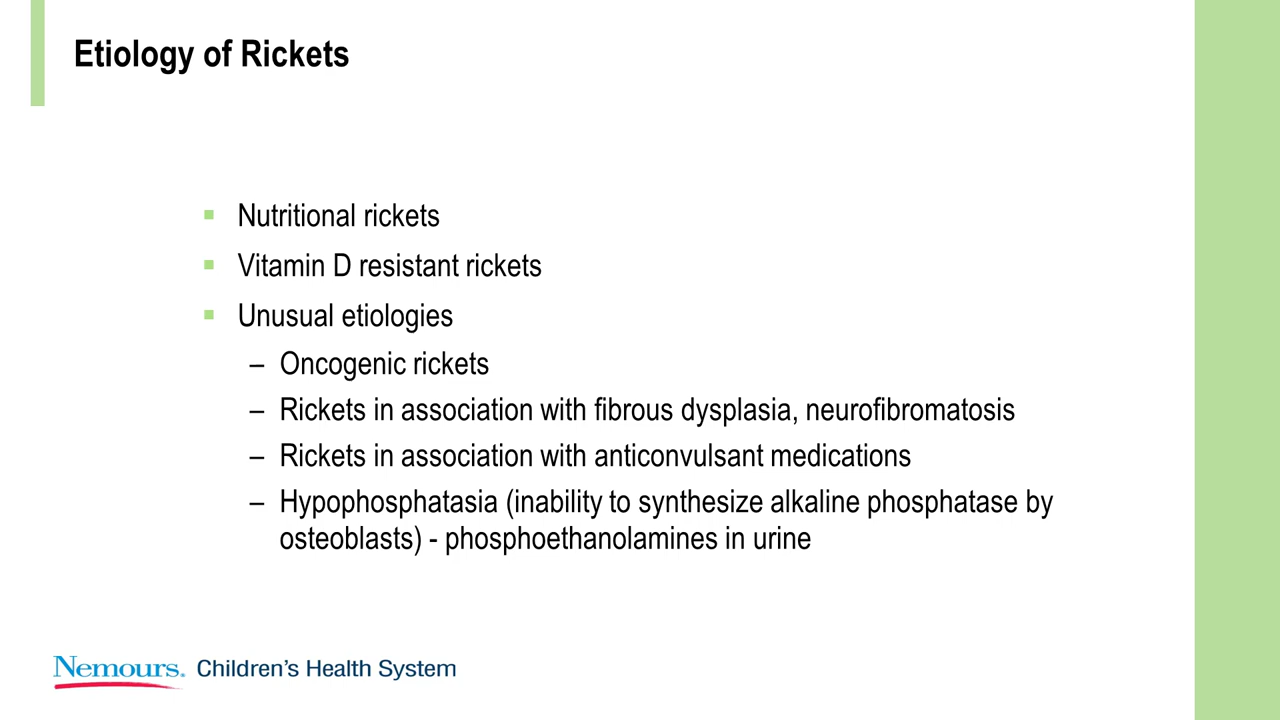 Etiology of Rickets
▪ Nutritional rickets
▪ Vitamin D resistant rickets
▪ Unusual etiologies
– Oncogenic rickets
– Rickets in association with fibrous dysplasia, neurofibromatosis
– Rickets in association with anticonvulsant medications
– Hypophosphatasia (inability to synthesize alkaline phosphatase by
osteoblasts) - phosphoethanolamines in urine
Nemours. Children's Health System